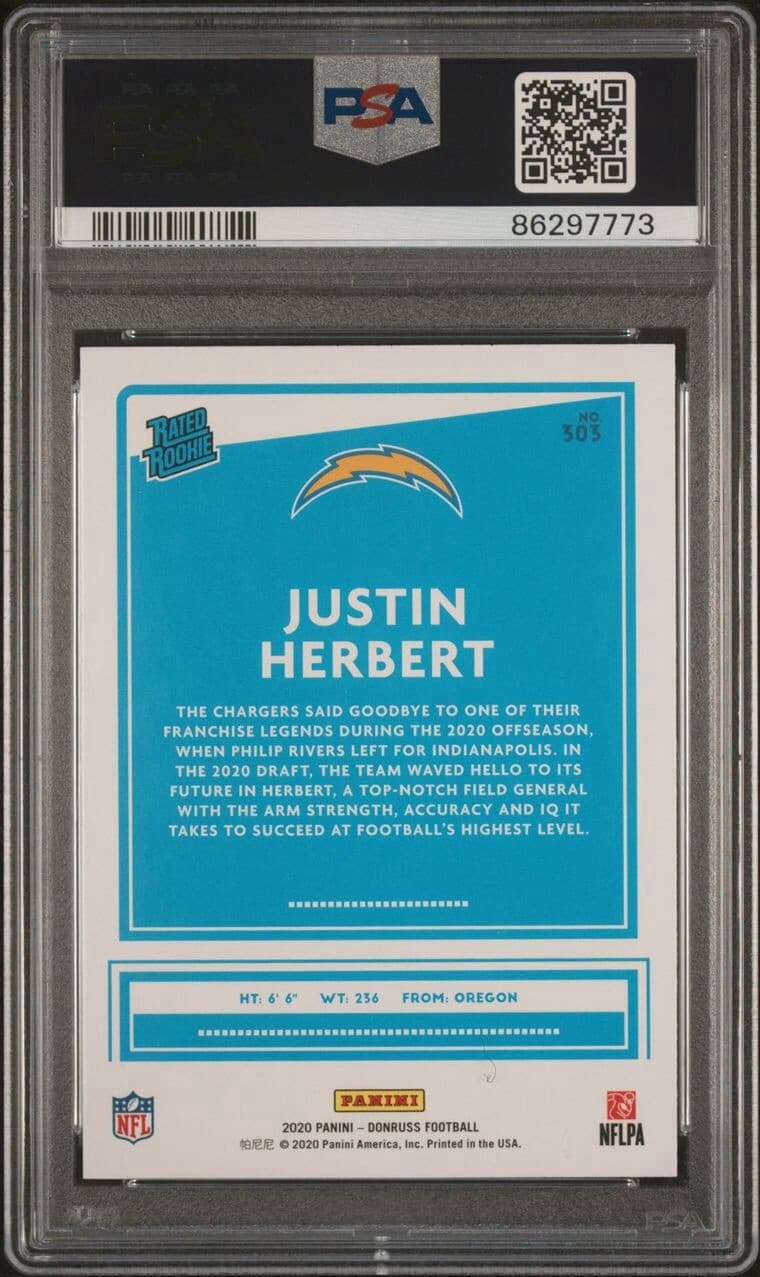 PSA
86297773
RATED
ROOKIE
NO.
303
JUSTIN
HERBERT
THE CHARGERS SAID GOODBYE TO ONE OF THEIR
FRANCHISE LEGENDS DURING THE 2020 OFFSEASON,
WHEN PHILIP RIVERS LEFT FOR INDIANAPOLIS. IN
THE 2020 DRAFT, THE TEAM WAVED HELLO TO ITS
FUTURE IN HERBERT, A TOP-NOTCH FIELD GENERAL
WITH THE ARM STRENGTH, ACCURACY AND IQ IT
TAKES TO SUCCEED AT FOOTBALL'S HIGHEST LEVEL.
HT: 6' 6" WT: 236 FROM: OREGON
PANINI
NFL
2020 PANINI – DONRUSS FOOTBALL
帕尼尼 © 2020 Panini America, Inc. Printed in the USA.
NFLPA
PSA